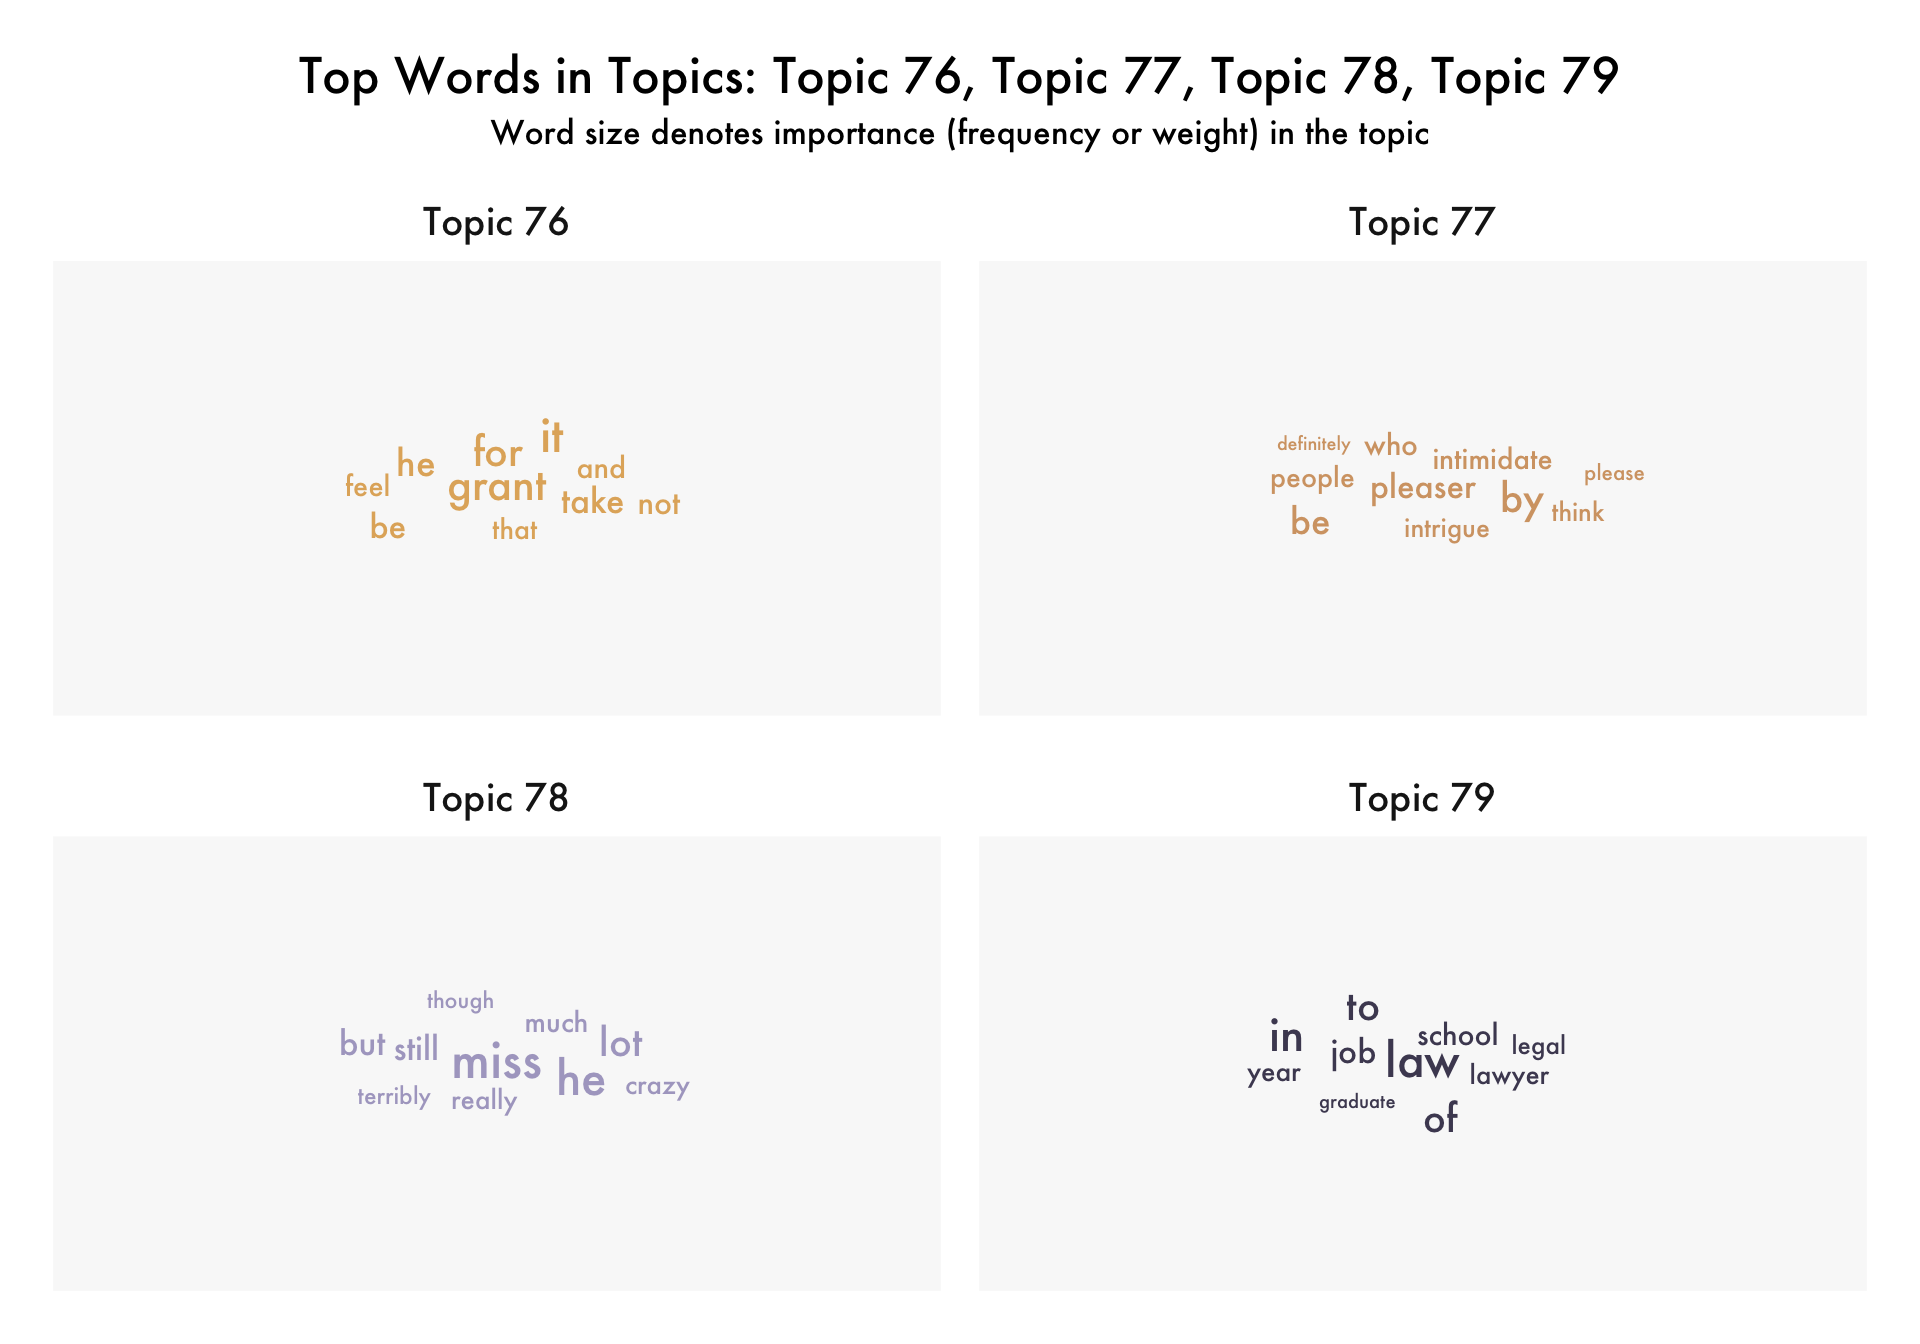 Top Words in Topics: Topic 76, Topic 77, Topic 78, Topic 79
Word size denotes importance (frequency or weight) in the topic
Topic 76
it
for
he
and
feel
grant
take
not
be
that
Topic 77
definitely
who
intimidate
people
pleaser
please
by
think
be
intrigue
Topic 78
though
much
but
still
lot
miss
he
crazy
terribly
really
Topic 79
to
in
school
legal
job
law
year
lawyer
graduate
of